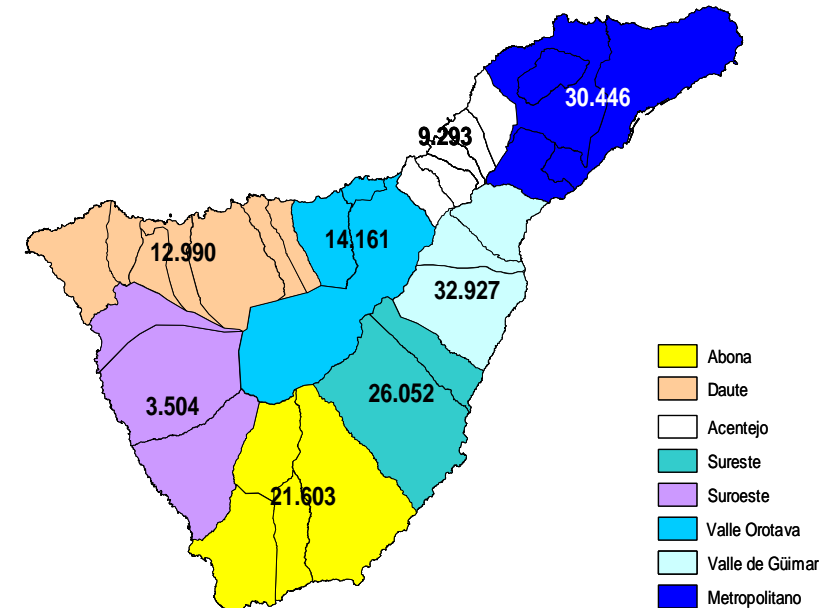 30.446
9.293
12.990
14.161
32.927
3.504
26.052
21.603
Abona
Daute
Acentejo
Sureste
Suroeste
Valle Orotava
Valle de Güimar
Metropolitano